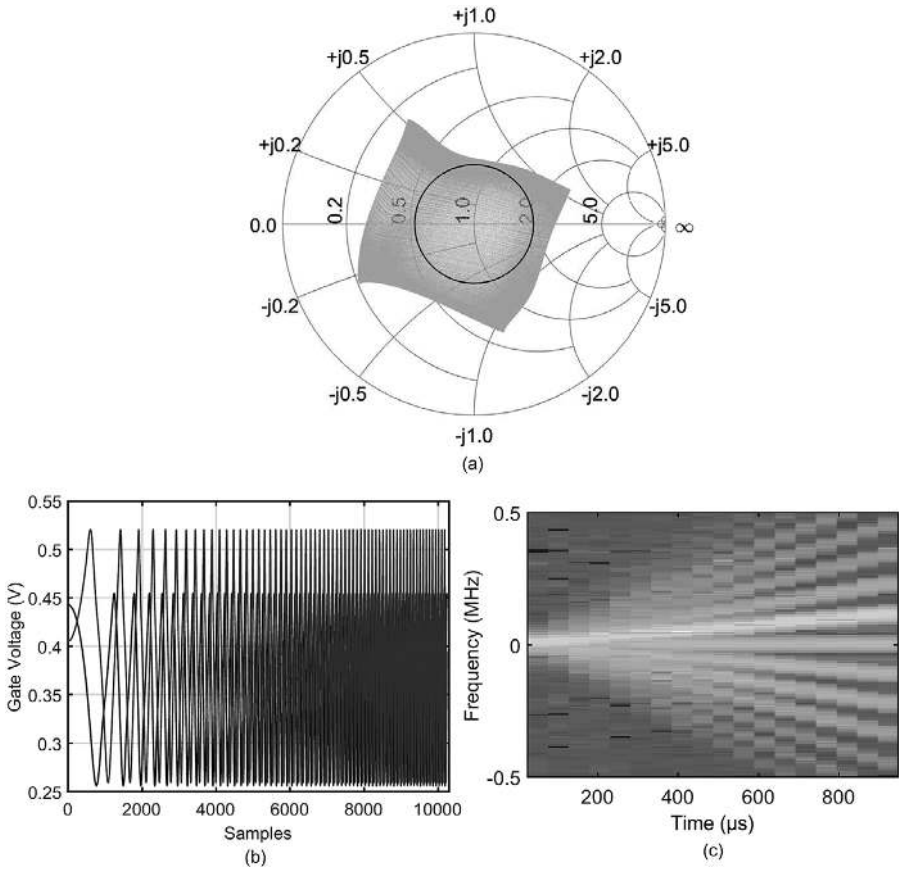 +j1.0
+j0.5 +j2.0
+j0.2 +j5.0
0.0 0.2 0.5 1.0 2.0 5.0 ∞
-j0.2 -j5.0
-j0.5 -j2.0
-j1.0
(a)
0.55
0.5
0.45
0.4
0.35
0.3
0.25
Gate Voltage (V)
0 2000 4000 6000 8000 10000
Samples
(b)
0.5
0
-0.5
Frequency (MHz)
200 400 600 800
Time (µs)
(c)